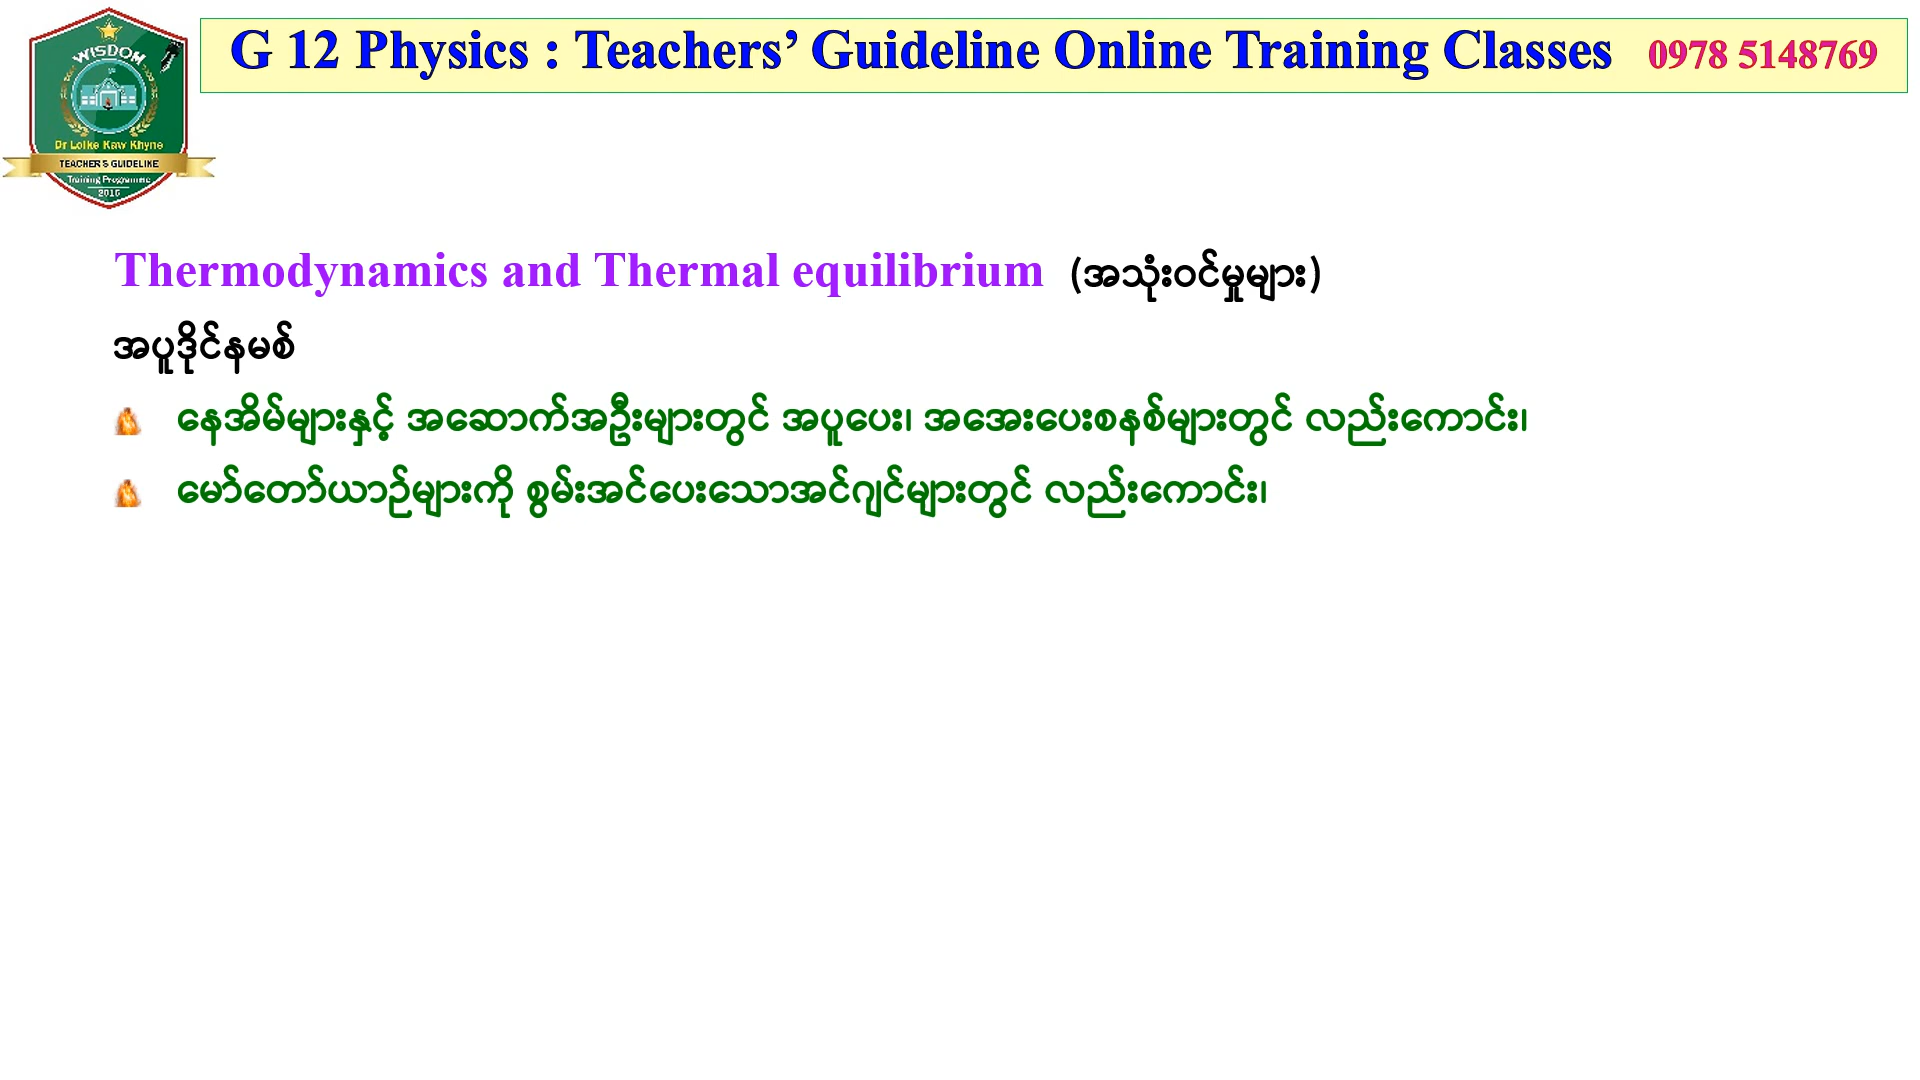 G 12 Physics : Teachers’ Guideline Online Training Classes 0978 5148769
WISDOM
Dr Loike Kaw Khyne
TEACHER'S GUIDELINE
Training Programme
2016
Thermodynamics and Thermal equilibrium (အသုံးဝင်မှုများ)
အပူဒိုင်နမစ်
နေအိမ်များနှင့် အဆောက်အဦးများတွင် အပူပေး၊ အအေးပေးစနစ်များတွင် လည်းကောင်း၊
မော်တော်ယာဉ်များကို စွမ်းအင်ပေးသောအင်ဂျင်များတွင် လည်းကောင်း၊